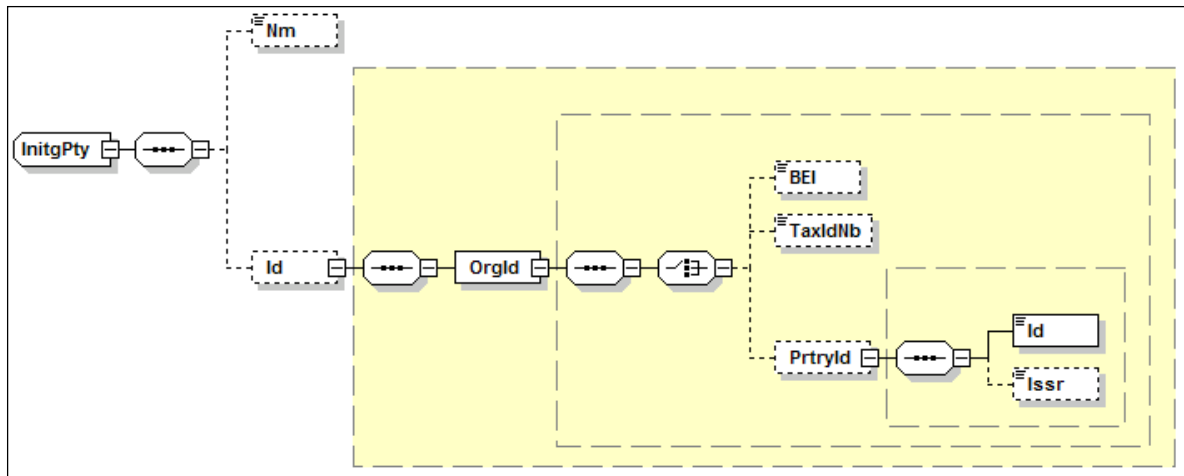 Nm
InitgPty
BEI
TaxIdNb
Id
OrgId
Id
PrtryId
Issr